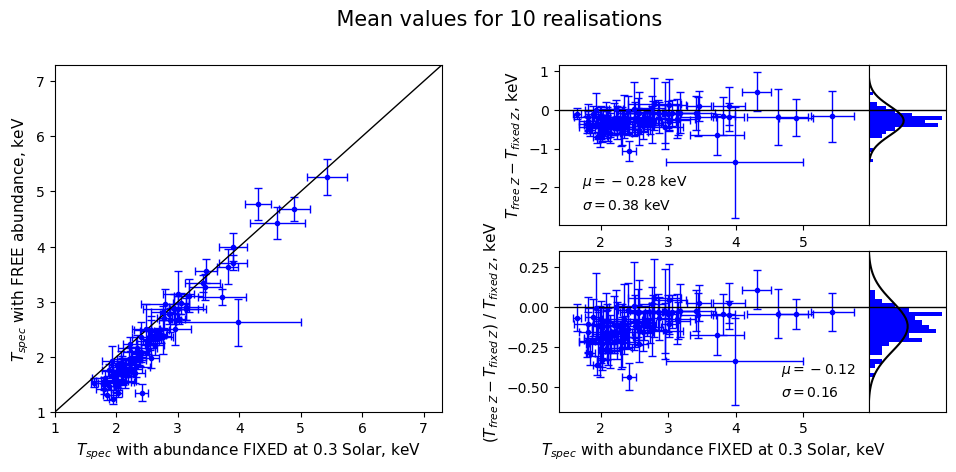 Mean values for 10 realisations
7
6
5
4
3
2
1
1 2 3 4 5 6 7
T_spec with FREE abundance, keV
T_spec with abundance FIXED at 0.3 Solar, keV
1
0
−1
−2
2 3 4 5
T_free Z − T_fixed Z, keV
μ = −0.28 keV
σ = 0.38 keV
0.25
0.00
−0.25
−0.50
2 3 4 5
(T_free Z − T_fixed Z) / T_fixed Z, keV
μ = −0.12
σ = 0.16
T_spec with abundance FIXED at 0.3 Solar, keV